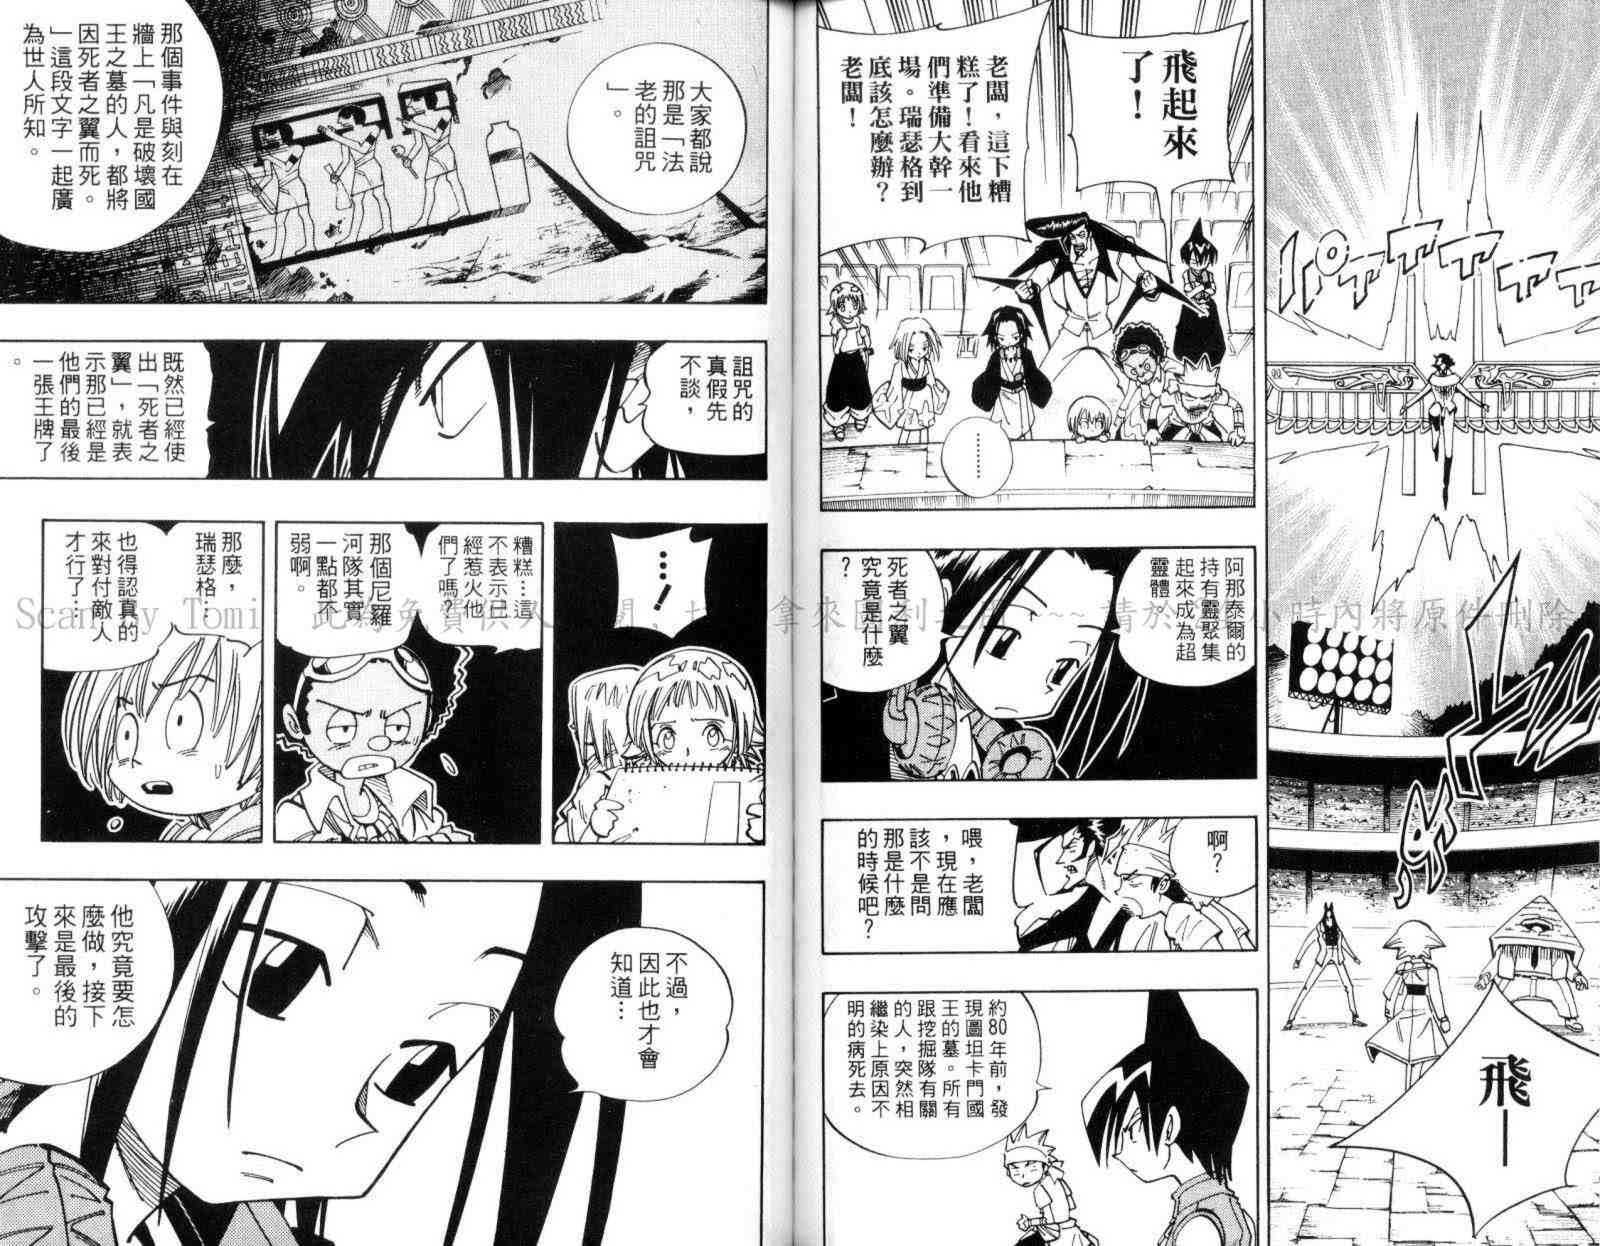 飛—
飛起來
了！
老闆，這下糟
糕了！看來他
們準備大幹一
場。瑞瑟格到
底該怎麼辦？
老闆！
………
阿那泰爾的
持有靈聚集
起來成為超
靈體。
死者之翼
究竟是什麼
？
啊？
喂，老闆
，現在應
該不是問
那是什麼
的時候吧？
約80年前，發
現圖坦卡門國
王的墓。所有
跟挖掘隊有關
的人，突然相
繼染上原因不
明的病死去。
大家都說
那是「法
老的詛咒
」。
那個事件與刻在
牆上「凡是破壞國
王之墓的人，都將
因死者之翼而死。
」這段文字一起廣
為世人所知。
詛咒的
真假先
不談，
既然已經使
出「死者之
翼」，就表
示那已經是
他們的最後
一張王牌了
。
…！
糟糕…這
不表示已
經惹火他
們了嗎？
那個尼羅
河隊其實
一點都不
弱啊。
那麼，
瑞瑟格…
也得認真的
來對付敵人
才行了…
不過，
因此也才會
知道…
他究竟要怎
麼做，接下
來是最後的
攻擊了。